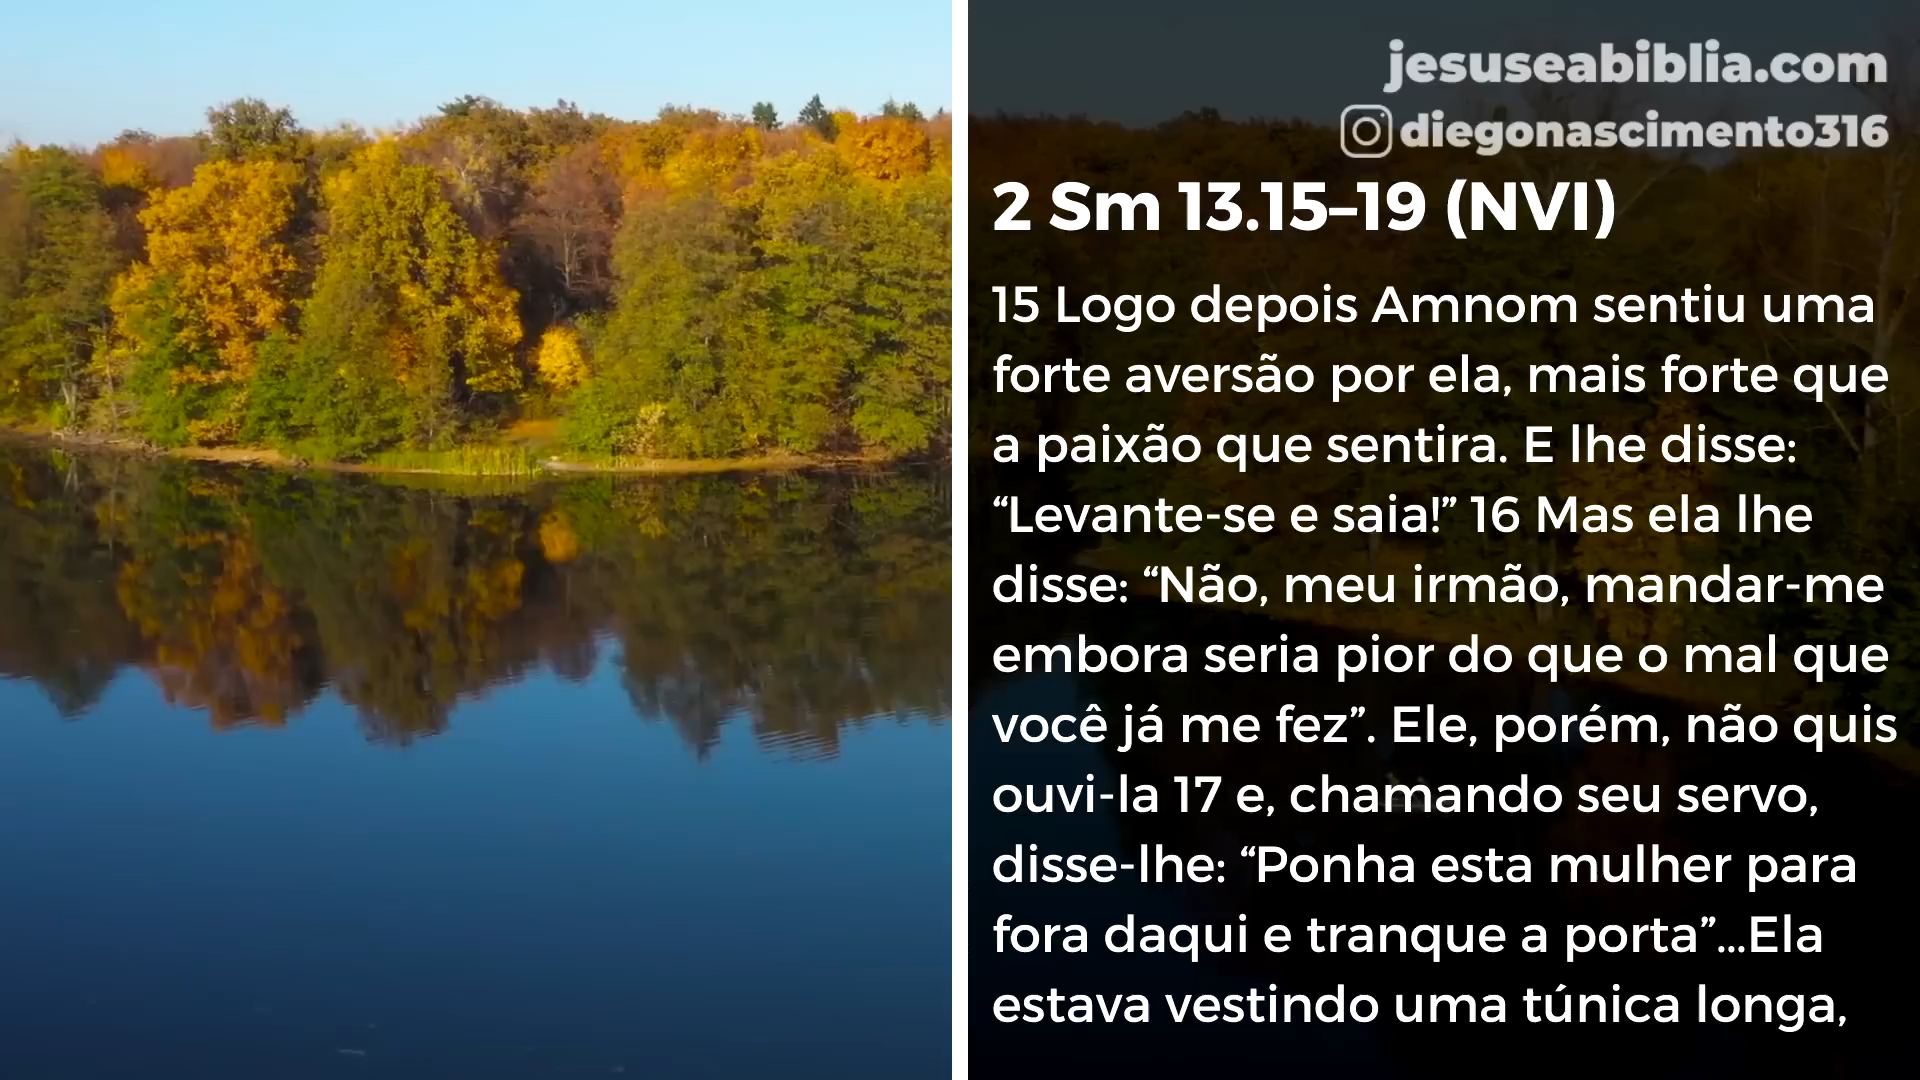 jesuseabiblia.com
diegonascimento316
2 Sm 13.15–19 (NVI)
15 Logo depois Amnom sentiu uma
forte aversão por ela, mais forte que
a paixão que sentira. E lhe disse:
“Levante-se e saia!” 16 Mas ela lhe
disse: “Não, meu irmão, mandar-me
embora seria pior do que o mal que
você já me fez”. Ele, porém, não quis
ouvi-la 17 e, chamando seu servo,
disse-lhe: “Ponha esta mulher para
fora daqui e tranque a porta”...Ela
estava vestindo uma túnica longa,